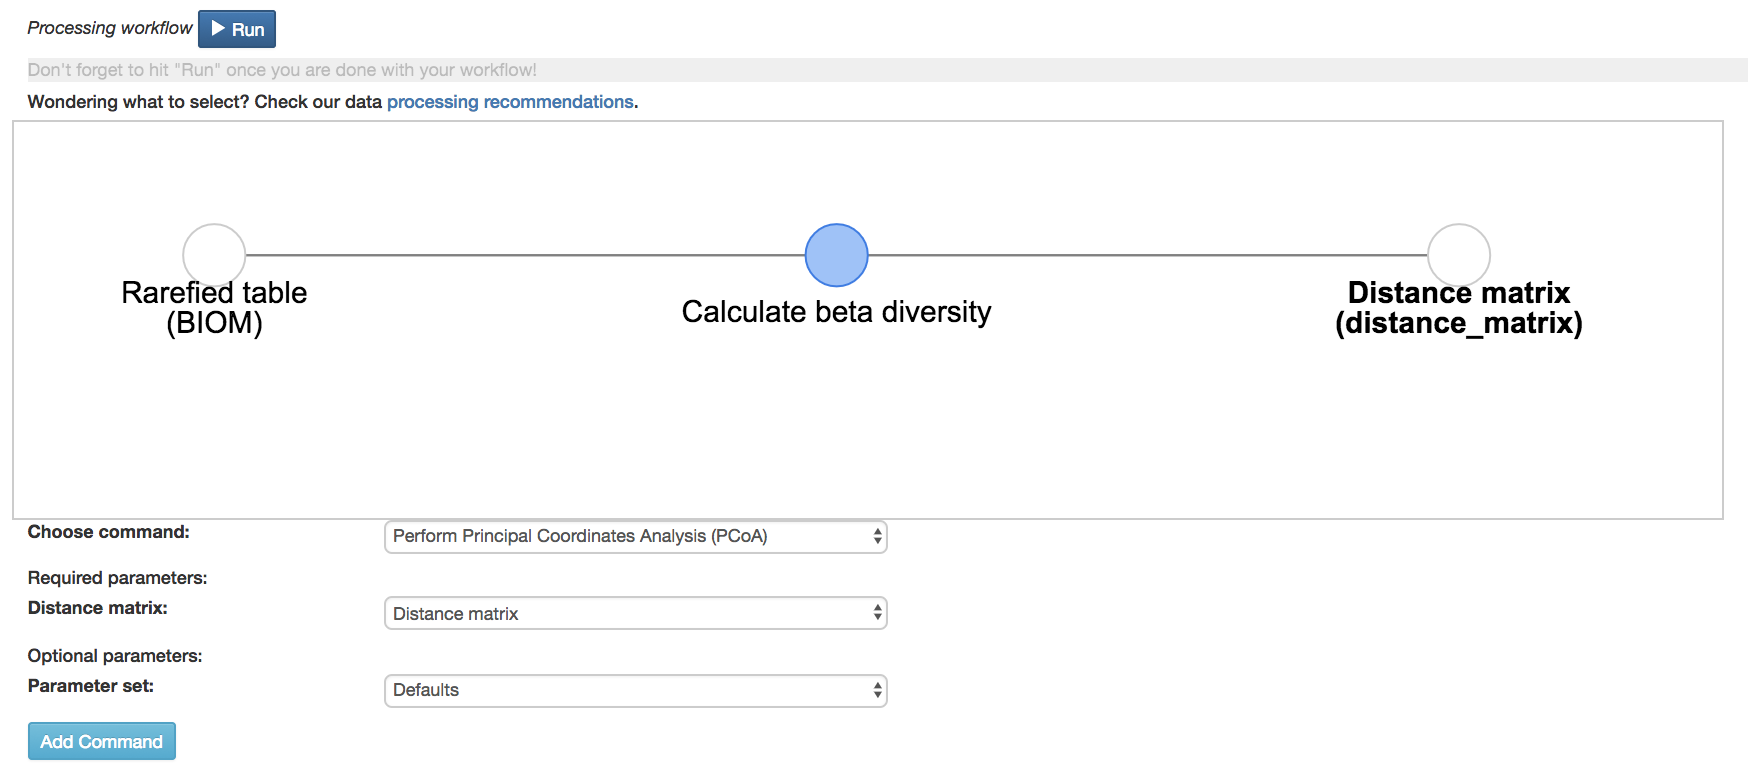 Processing workflow Run
Don't forget to hit "Run" once you are done with your workflow!
Wondering what to select? Check our data processing recommendations.
Rarefied table
(BIOM)
Calculate beta diversity
Distance matrix
(distance_matrix)
Choose command: Perform Principal Coordinates Analysis (PCoA)
Required parameters:
Distance matrix: Distance matrix
Optional parameters:
Parameter set: Defaults
Add Command